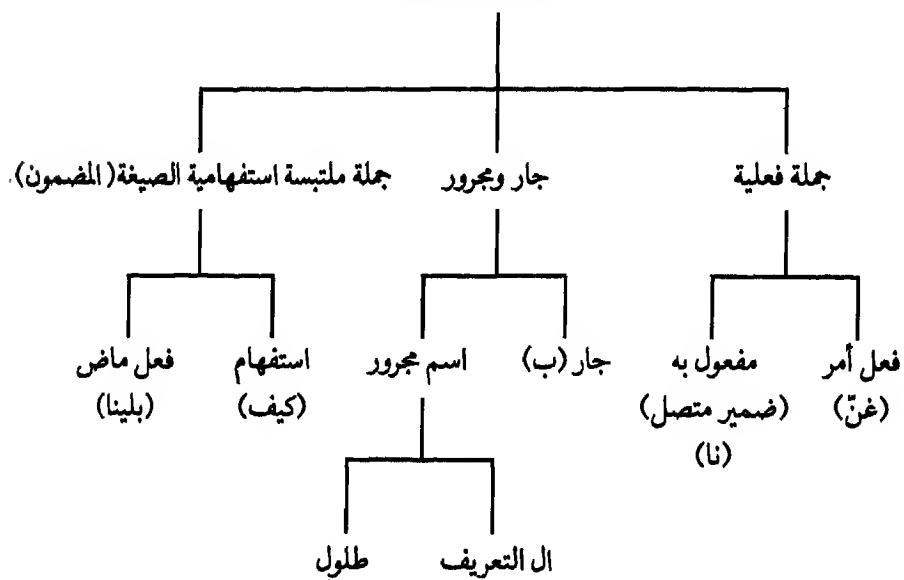 جملة فعلية جار ومجرور جملة ملتبسة استفهامية الصيغة (المضمون).
فعل أمر مفعول به جار (ب) اسم مجرور استفهام فعل ماض
(غنّ) (ضمير متصل) (كيف) (بلينا)
(نا)
ال التعريف طلول